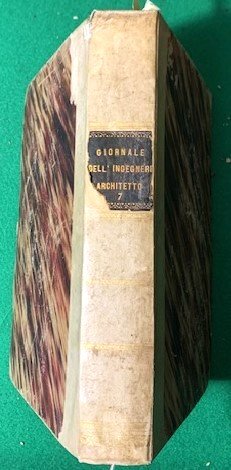 GIORNALE
DELL' INGEGNERE
ARCHITETTO
7